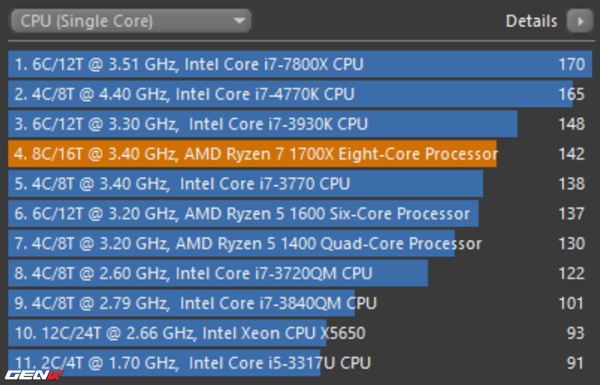 CPU (Single Core) Details
1. 6C/12T @ 3.51 GHz, Intel Core i7-7800X CPU 170
2. 4C/8T @ 4.40 GHz, Intel Core i7-4770K CPU 165
3. 6C/12T @ 3.30 GHz, Intel Core i7-3930K CPU 148
4. 8C/16T @ 3.40 GHz, AMD Ryzen 7 1700X Eight-Core Processor 142
5. 4C/8T @ 3.40 GHz, Intel Core i7-3770 CPU 138
6. 6C/12T @ 3.20 GHz, AMD Ryzen 5 1600 Six-Core Processor 137
7. 4C/8T @ 3.20 GHz, AMD Ryzen 5 1400 Quad-Core Processor 130
8. 4C/8T @ 2.60 GHz, Intel Core i7-3720QM CPU 122
9. 4C/8T @ 2.79 GHz, Intel Core i7-3840QM CPU 101
10. 12C/24T @ 2.66 GHz, Intel Xeon CPU X5650 93
11. 2C/4T @ 1.70 GHz, Intel Core i5-3317U CPU 91
GENK